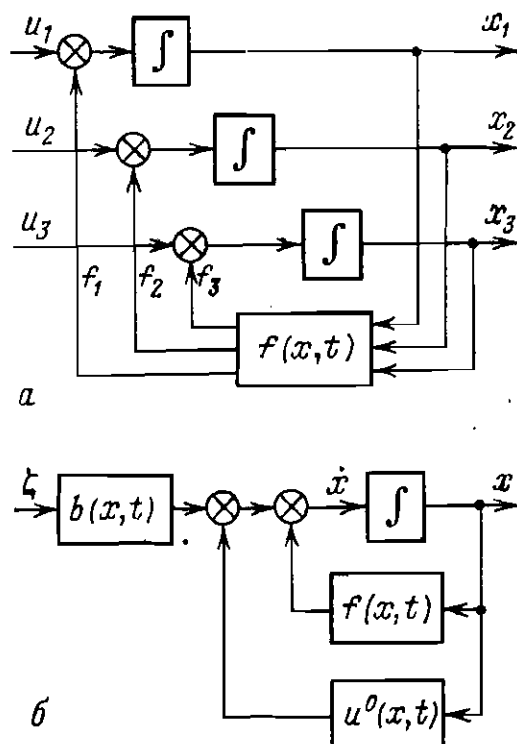 u₁ ∫ x₁
u₂ ∫ x₂
u₃ ∫ x₃
f₁ f₂ f₃
f(x,t)
а
ζ b(x,t) ẋ ∫ x
f(x,t)
u⁰(x,t)
б